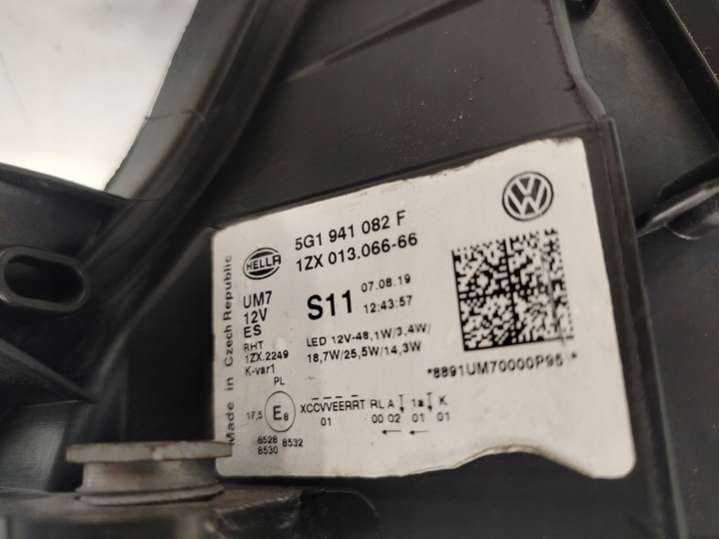 Made in Czech Republic
HELLA
5G1 941 082 F
1ZX 013.066-66
VW
UM7
12V
ES
RHT
1ZX.2249
K-var1
S11
07.08.19
12:43:57
LED 12V-48,1W/3,4W/
18,7W/25,5W/14,3W
*8891UM70000P95 *
PL
17,5 E8 XCCVVEERRT RL A 1a K
01 00 02 01 01
8528 8532
8530